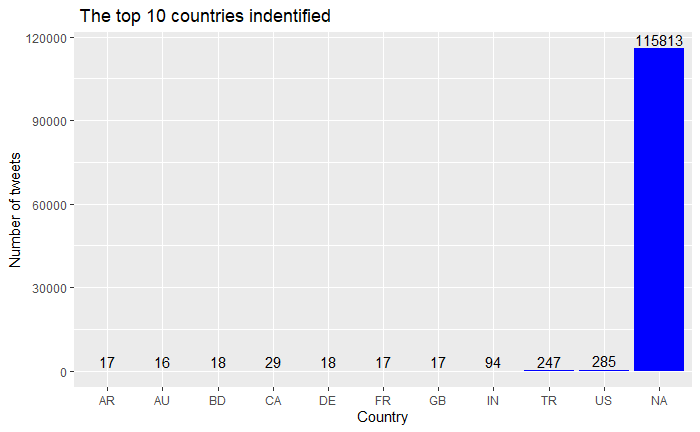 The top 10 countries indentified
Number of tweets
120000
90000
60000
30000
0
17 16 18 29 18 17 17 94 247 285 115813
AR AU BD CA DE FR GB IN TR US NA
Country